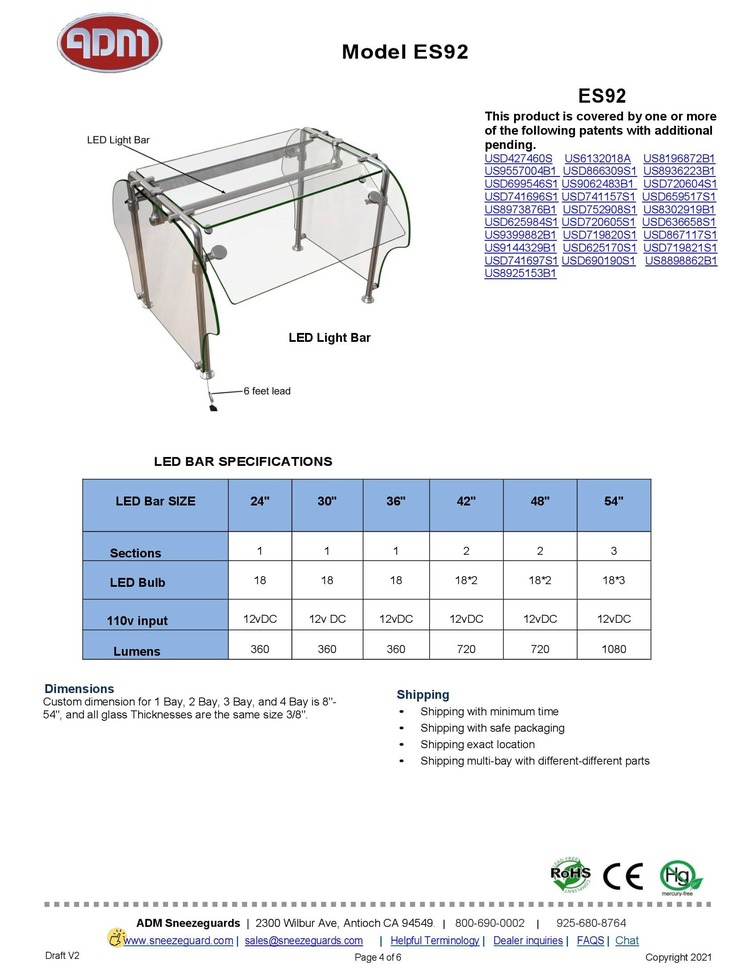 ADM
Model ES92
ES92
This product is covered by one or more
of the following patents with additional
pending.
USD427460S US6132018A US8196872B1
US9557004B1 USD866309S1 US8936223B1
USD699546S1 US9062483B1 USD720604S1
USD741696S1 USD741157S1 USD659517S1
US8973876B1 USD752908S1 US8302919B1
USD625984S1 USD720605S1 USD636658S1
US9399882B1 USD719820S1 USD867117S1
US9144329B1 USD625170S1 USD719821S1
USD741697S1 USD690190S1 US8898862B1
US8925153B1
LED Light Bar
LED Light Bar
6 feet lead
LED BAR SPECIFICATIONS
LED Bar SIZE 24" 30" 36" 42" 48" 54"
Sections 1 1 1 2 2 3
LED Bulb 18 18 18 18*2 18*2 18*3
110v input 12vDC 12v DC 12vDC 12vDC 12vDC 12vDC
Lumens 360 360 360 720 720 1080
Dimensions
Custom dimension for 1 Bay, 2 Bay, 3 Bay, and 4 Bay is 8"-
54", and all glass Thicknesses are the same size 3/8".
Shipping
• Shipping with minimum time
• Shipping with safe packaging
• Shipping exact location
• Shipping multi-bay with different-different parts
RoHS CE Hg
mercury-free
ADM Sneezeguards | 2300 Wilbur Ave, Antioch CA 94549. | 800-690-0002 | 925-680-8764
www.sneezeguard.com | sales@sneezeguards.com | Helpful Terminology | Dealer inquiries | FAQS | Chat
Draft V2 Page 4 of 6 Copyright 2021